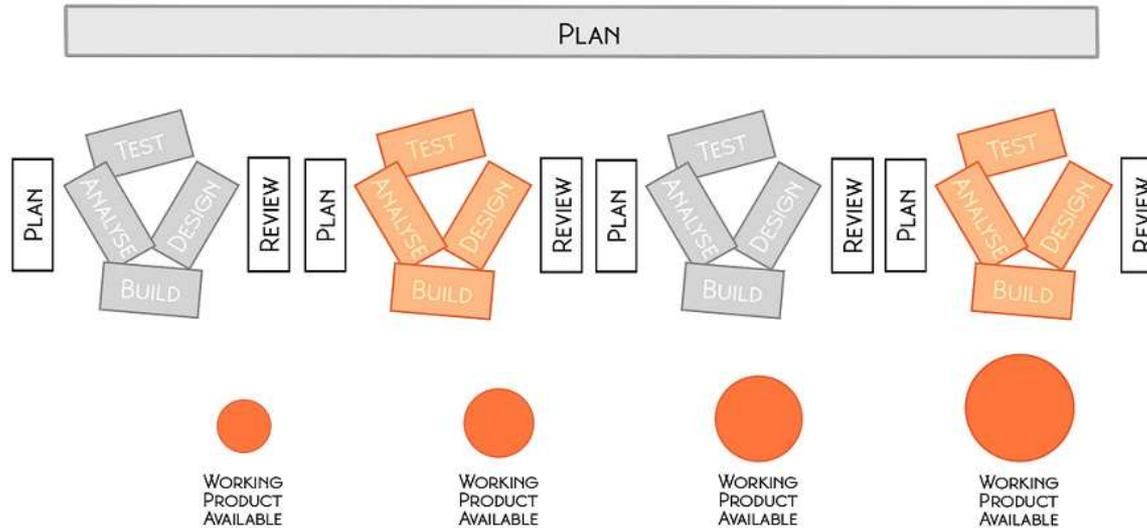 PLAN
PLAN
TEST
ANALYSE
DESIGN
BUILD
REVIEW
PLAN
TEST
ANALYSE
DESIGN
BUILD
REVIEW
PLAN
TEST
ANALYSE
DESIGN
BUILD
REVIEW
PLAN
TEST
ANALYSE
DESIGN
BUILD
REVIEW
WORKING
PRODUCT
AVAILABLE
WORKING
PRODUCT
AVAILABLE
WORKING
PRODUCT
AVAILABLE
WORKING
PRODUCT
AVAILABLE